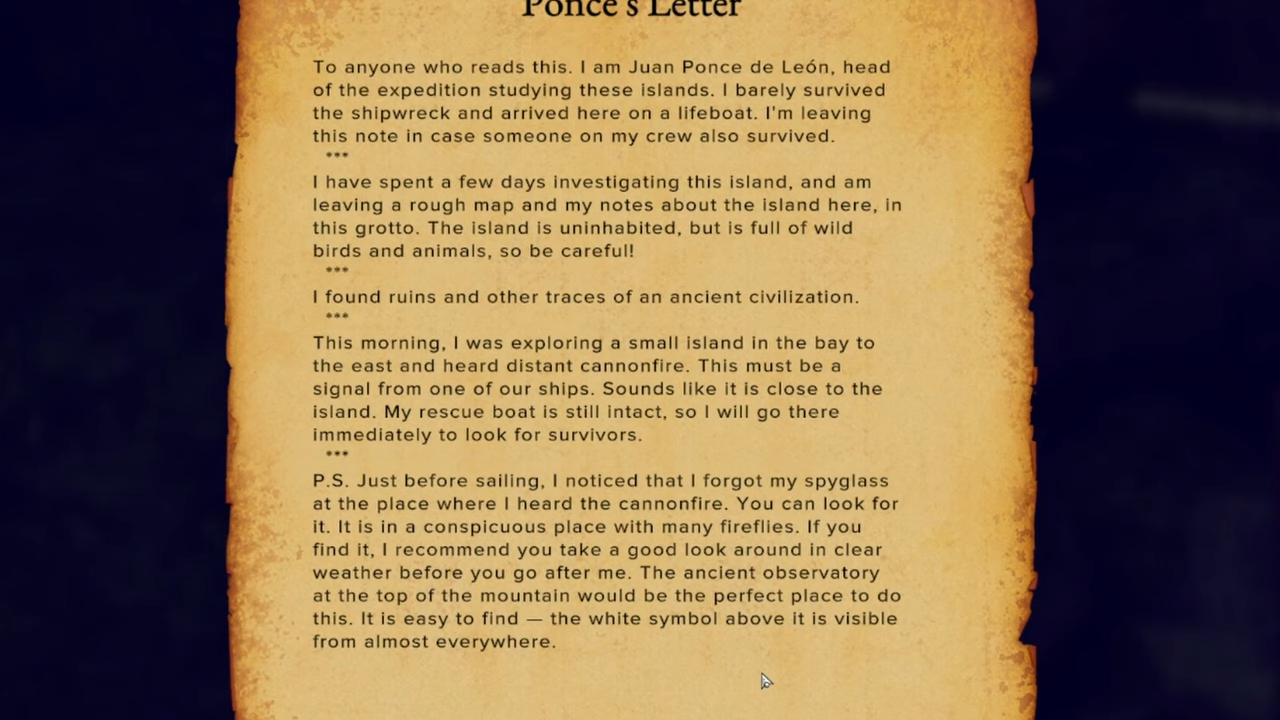 Ponce's Letter
To anyone who reads this. I am Juan Ponce de León, head
of the expedition studying these islands. I barely survived
the shipwreck and arrived here on a lifeboat. I'm leaving
this note in case someone on my crew also survived.
***
I have spent a few days investigating this island, and am
leaving a rough map and my notes about the island here, in
this grotto. The island is uninhabited, but is full of wild
birds and animals, so be careful!
***
I found ruins and other traces of an ancient civilization.
***
This morning, I was exploring a small island in the bay to
the east and heard distant cannonfire. This must be a
signal from one of our ships. Sounds like it is close to the
island. My rescue boat is still intact, so I will go there
immediately to look for survivors.
***
P.S. Just before sailing, I noticed that I forgot my spyglass
at the place where I heard the cannonfire. You can look for
it. It is in a conspicuous place with many fireflies. If you
find it, I recommend you take a good look around in clear
weather before you go after me. The ancient observatory
at the top of the mountain would be the perfect place to do
this. It is easy to find — the white symbol above it is visible
from almost everywhere.